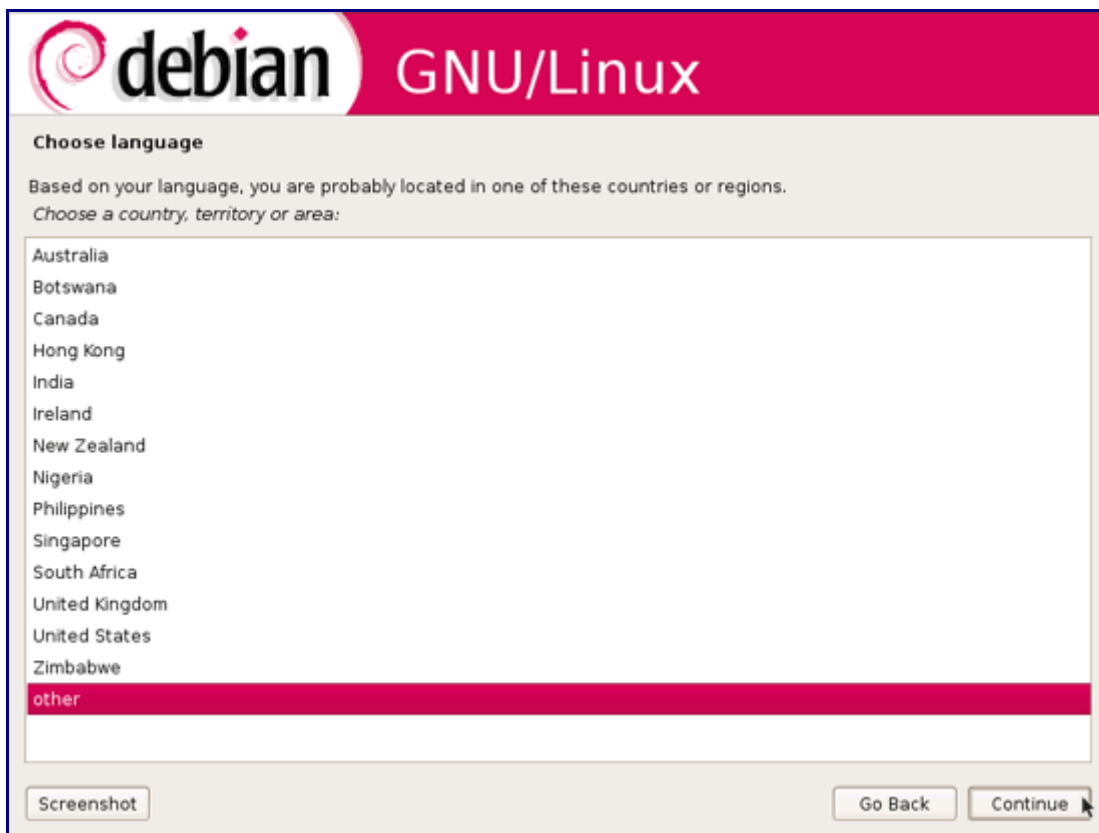 debian GNU/Linux
Choose language
Based on your language, you are probably located in one of these countries or regions.
Choose a country, territory or area:
Australia
Botswana
Canada
Hong Kong
India
Ireland
New Zealand
Nigeria
Philippines
Singapore
South Africa
United Kingdom
United States
Zimbabwe
other
Screenshot Go Back Continue